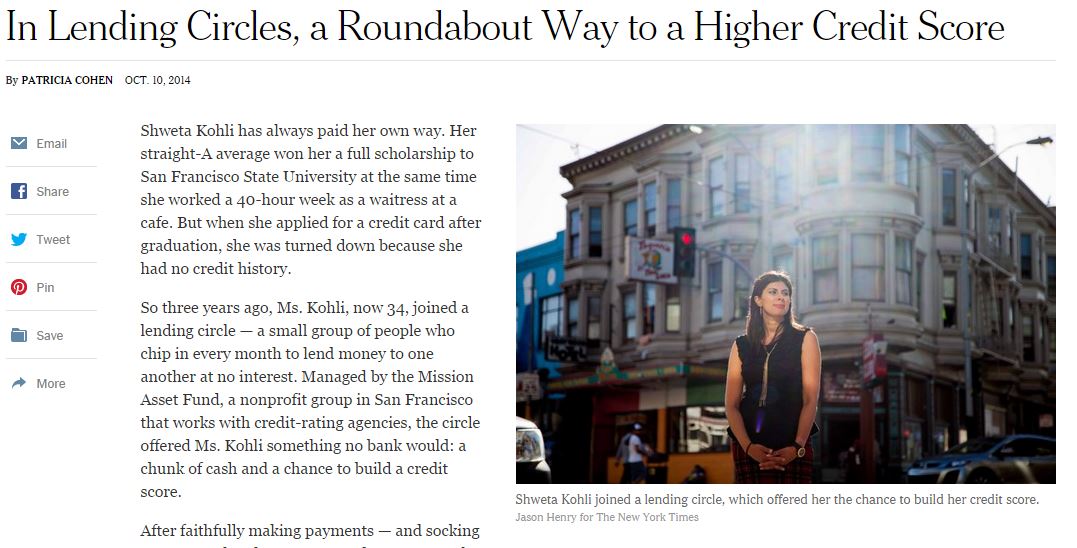 In Lending Circles, a Roundabout Way to a Higher Credit Score
By PATRICIA COHEN OCT. 10, 2014
Email
Share
Tweet
Pin
Save
More
Shweta Kohli has always paid her own way. Her
straight-A average won her a full scholarship to
San Francisco State University at the same time
she worked a 40-hour week as a waitress at a
cafe. But when she applied for a credit card after
graduation, she was turned down because she
had no credit history.
So three years ago, Ms. Kohli, now 34, joined a
lending circle — a small group of people who
chip in every month to lend money to one
another at no interest. Managed by the Mission
Asset Fund, a nonprofit group in San Francisco
that works with credit-rating agencies, the circle
offered Ms. Kohli something no bank would: a
chunk of cash and a chance to build a credit
score.
After faithfully making payments — and socking
Shweta Kohli joined a lending circle, which offered her the chance to build her credit score.
Jason Henry for The New York Times